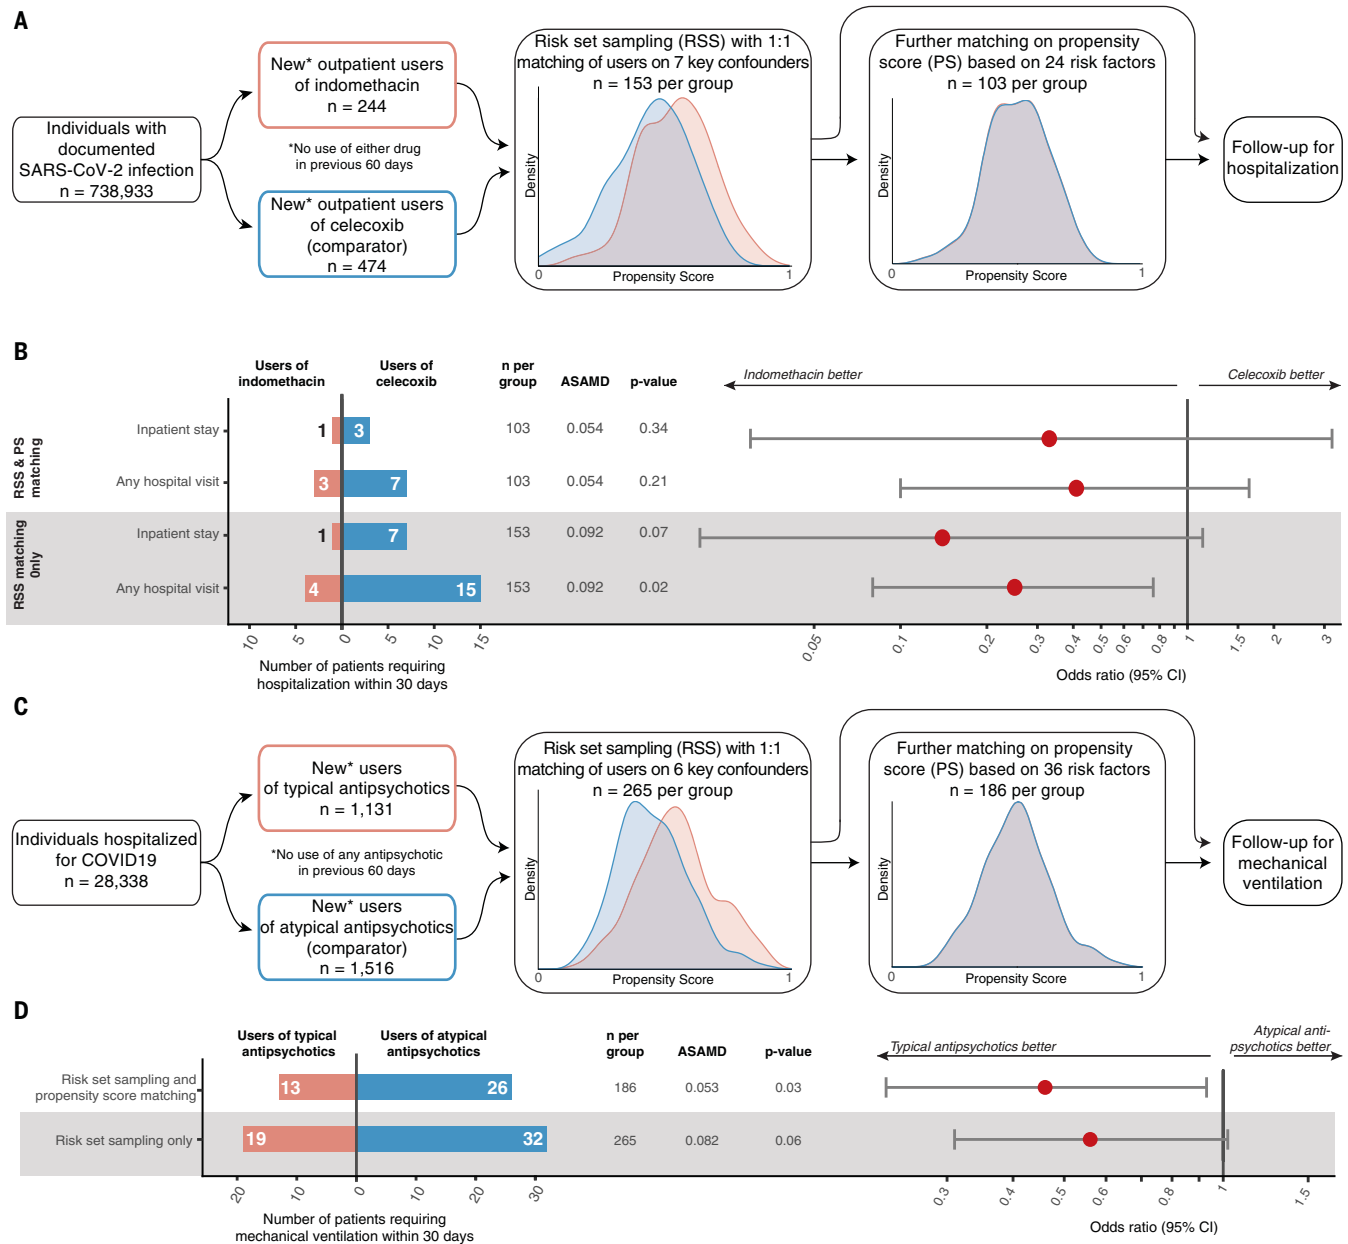 A
Individuals with
documented
SARS-CoV-2 infection
n = 738,933
New* outpatient users
of indomethacin
n = 244
*No use of either drug
in previous 60 days
New* outpatient users
of celecoxib
(comparator)
n = 474
Risk set sampling (RSS) with 1:1
matching of users on 7 key confounders
n = 153 per group
Density
0
Propensity Score
1
Further matching on propensity
score (PS) based on 24 risk factors
n = 103 per group
Density
0
Propensity Score
1
Follow-up for
hospitalization
B
Users of
indomethacin
Users of
celecoxib
n per
group
ASAMD
p-value
Indomethacin better
Celecoxib better
RSS & PS
matching
Inpatient stay
1
3
103
0.054
0.34
Any hospital visit
3
7
103
0.054
0.21
RSS matching
Only
Inpatient stay
1
7
153
0.092
0.07
Any hospital visit
4
15
153
0.092
0.02
10
5
0
5
10
15
Number of patients requiring
hospitalization within 30 days
0.05
0.1
0.2
0.3
0.4
0.5
0.6
0.8
1
1.5
2
3
Odds ratio (95% CI)
C
Individuals hospitalized
for COVID19
n = 28,338
New* users
of typical antipsychotics
n = 1,131
*No use of any antipsychotic
in previous 60 days
New* users
of atypical antipsychotics
(comparator)
n = 1,516
Risk set sampling (RSS) with 1:1
matching of users on 6 key confounders
n = 265 per group
Density
0
Propensity Score
1
Further matching on propensity
score (PS) based on 36 risk factors
n = 186 per group
Density
0
Propensity Score
1
Follow-up for
mechanical
ventilation
D
Users of typical
antipsychotics
Users of atypical
antipsychotics
n per
group
ASAMD
p-value
Typical antipsychotics better
Atypical anti-
psychotics better
Risk set sampling and
propensity score matching
13
26
186
0.053
0.03
Risk set sampling only
19
32
265
0.082
0.06
20
10
0
10
20
30
Number of patients requiring
mechanical ventilation within 30 days
0.3
0.4
0.5
0.6
0.8
1
1.5
Odds ratio (95% CI)